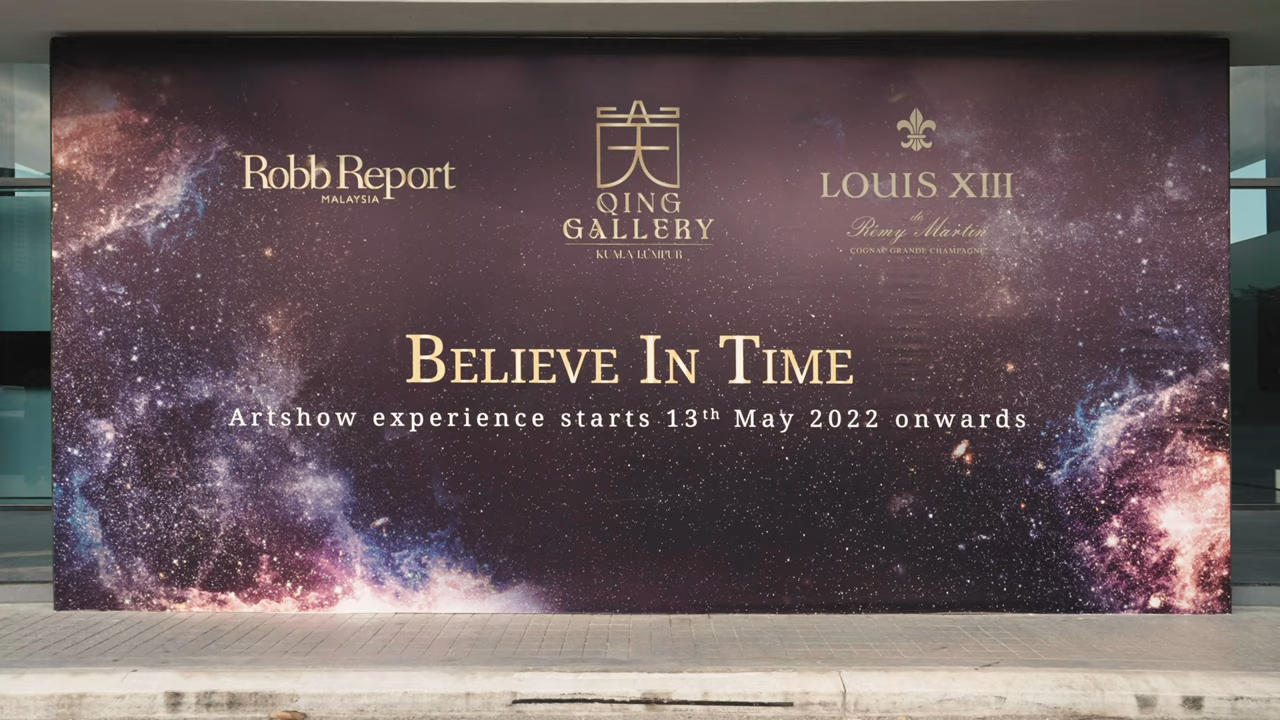 Robb Report
MALAYSIA
QING
GALLERY
KUALA LUMPUR
LOUIS XIII
de
Rémy Martin
COGNAC GRANDE CHAMPAGNE
BELIEVE IN TIME
Artshow experience starts 13th May 2022 onwards